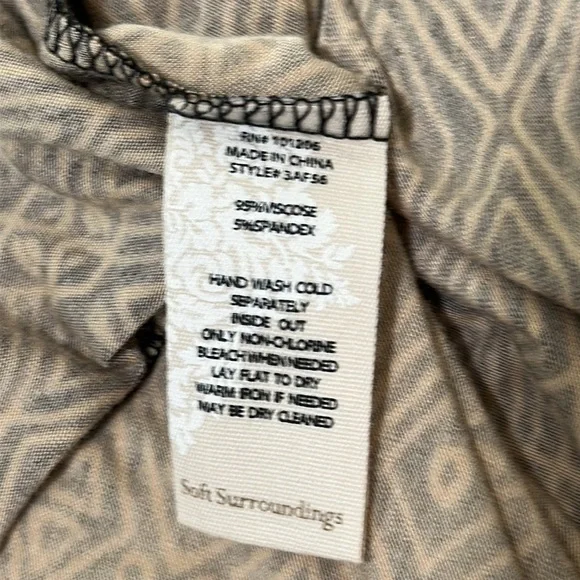 RN# 101206
MADE IN CHINA
STYLE# 3AF56
95%VISCOSE
5%SPANDEX
HAND WASH COLD
SEPARATELY
INSIDE OUT
ONLY NON-CHLORINE
BLEACH WHEN NEEDED
LAY FLAT TO DRY
WARM IRON IF NEEDED
MAY BE DRY CLEANED
Soft Surroundings